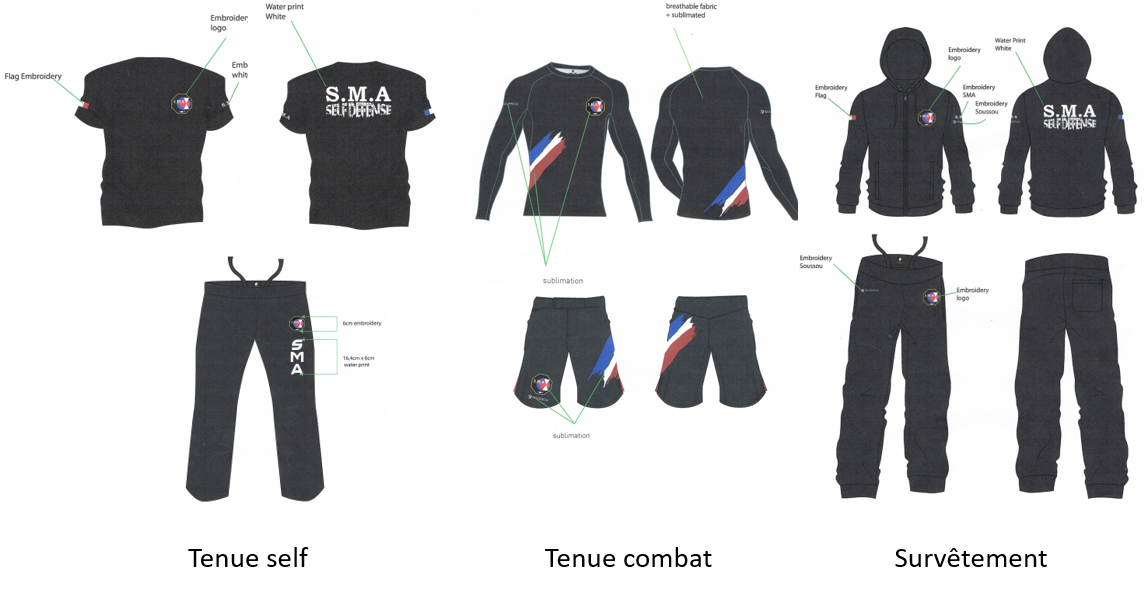 Embroidery
logo
Flag Embroidery
Emb
whit
Water print
White
S.M.A
SELF DEFENSE
6cm embroidery
16,4cm x 6cm
water print
S
M
A
Tenue self
breathable fabric
+ sublimated
sublimation
sublimation
Tenue combat
Embroidery
Flag
Embroidery
logo
Embroidery
SMA
Embroidery
Soussou
Water Print
White
S.M.A
SELF DEFENSE
Embroidery
Soussou
Embroidery
logo
Survêtement